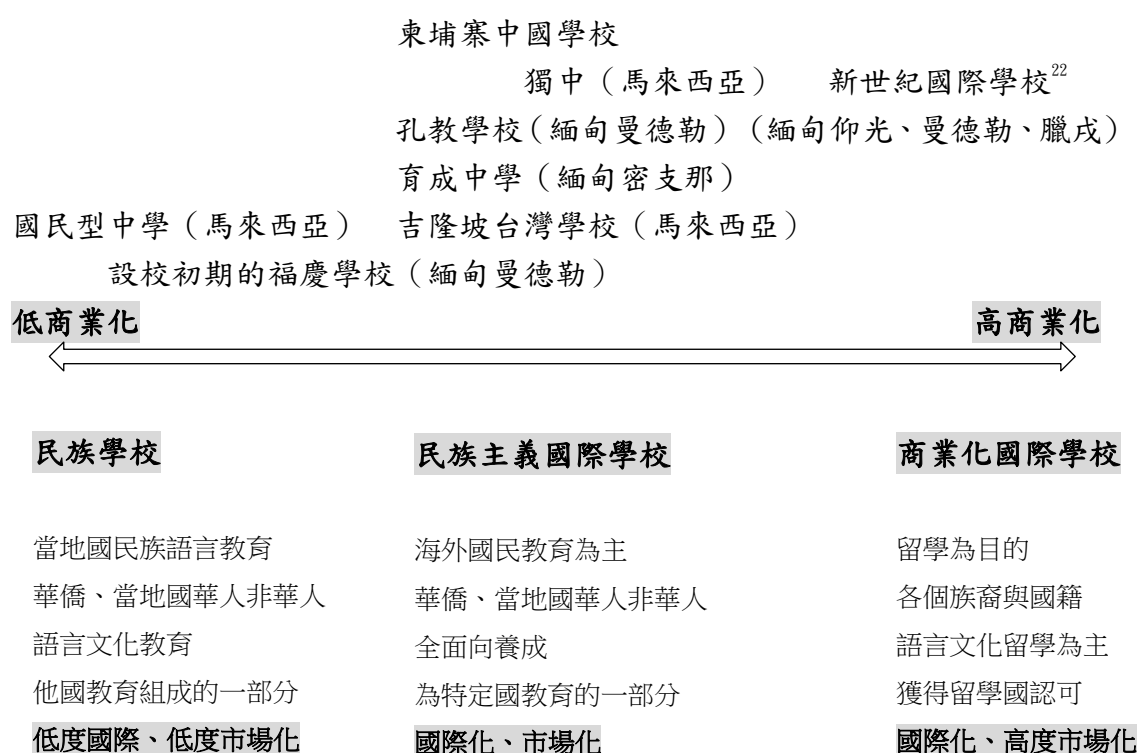 柬埔寨中國學校
獨中（馬來西亞） 新世紀國際學校22
孔教學校（緬甸曼德勒）（緬甸仰光、曼德勒、臘戌）
育成中學（緬甸密支那）
國民型中學（馬來西亞） 吉隆坡台灣學校（馬來西亞）
設校初期的福慶學校（緬甸曼德勒）
低商業化 高商業化
民族學校 民族主義國際學校 商業化國際學校
當地國民族語言教育 海外國民教育為主 留學為目的
華僑、當地國華人非華人 華僑、當地國華人非華人 各個族裔與國籍
語言文化教育 全面向養成 語言文化留學為主
他國教育組成的一部分 為特定國教育的一部分 獲得留學國認可
低度國際、低度市場化 國際化、市場化 國際化、高度市場化